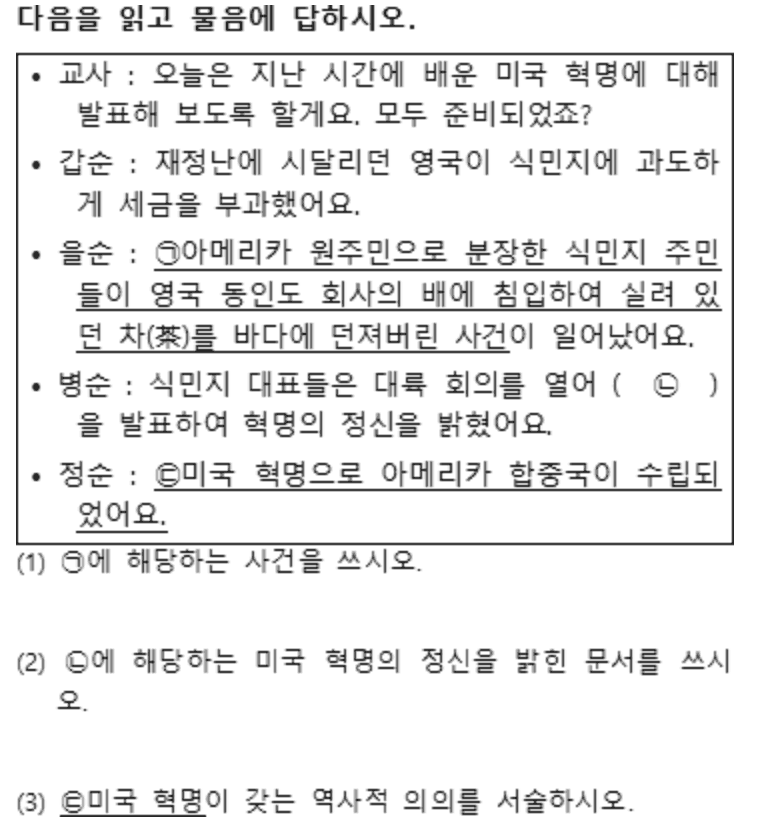 다음을 읽고 물음에 답하시오.
• 교사 : 오늘은 지난 시간에 배운 미국 혁명에 대해
발표해 보도록 할게요. 모두 준비되었죠?
• 갑순 : 재정난에 시달리던 영국이 식민지에 과도하
게 세금을 부과했어요.
• 을순 : ㉠아메리카 원주민으로 분장한 식민지 주민
들이 영국 동인도 회사의 배에 침입하여 실려 있
던 차(茶)를 바다에 던져버린 사건이 일어났어요.
• 병순 : 식민지 대표들은 대륙 회의를 열어 ( ㉡ )
을 발표하여 혁명의 정신을 밝혔어요.
• 정순 : ㉢미국 혁명으로 아메리카 합중국이 수립되
었어요.
(1) ㉠에 해당하는 사건을 쓰시오.
(2) ㉡에 해당하는 미국 혁명의 정신을 밝힌 문서를 쓰시
오.
(3) ㉢미국 혁명이 갖는 역사적 의의를 서술하시오.